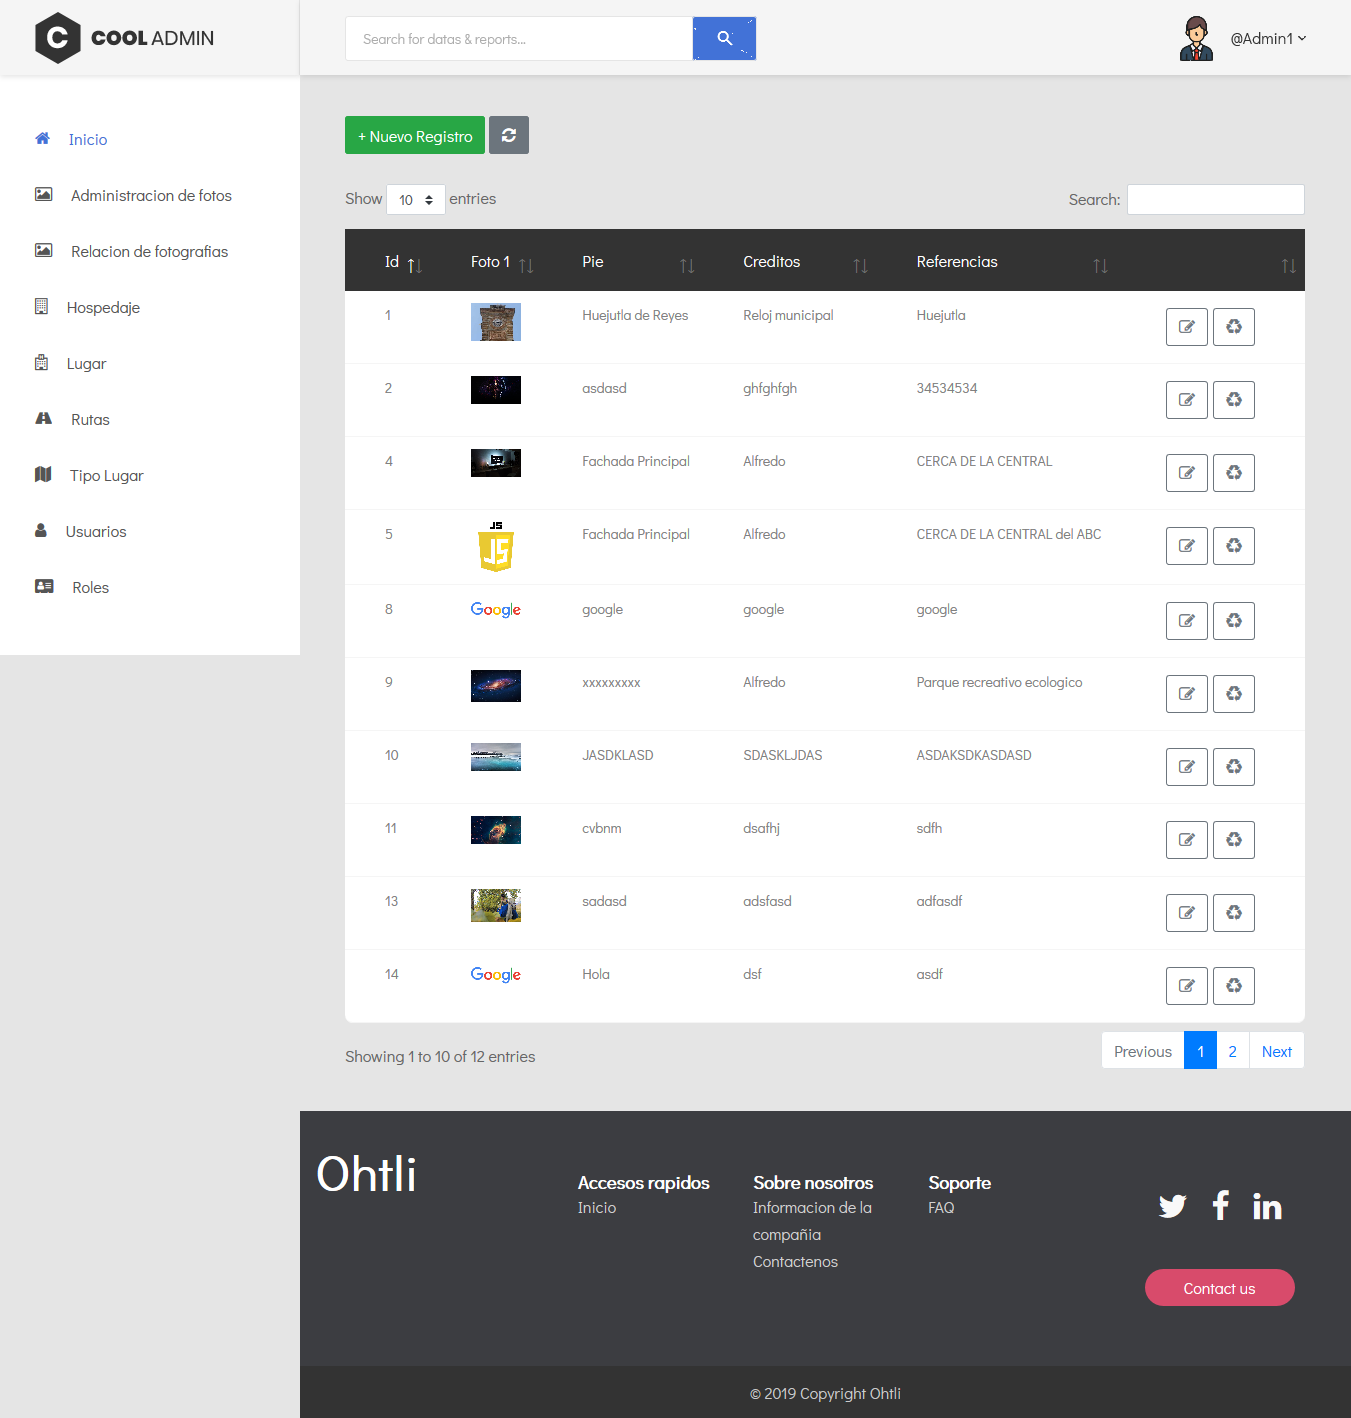 C COOL ADMIN
Search for datas & reports...
@Admin1
Inicio
Administracion de fotos
Relacion de fotografias
Hospedaje
Lugar
Rutas
Tipo Lugar
Usuarios
Roles
+ Nuevo Registro
Show 10 entries
Search:
Id Foto 1 Pie Creditos Referencias
1 Huejutla de Reyes Reloj municipal Huejutla
2 asdasd ghfghfgh 34534534
4 Fachada Principal Alfredo CERCA DE LA CENTRAL
5 JS JS Fachada Principal Alfredo CERCA DE LA CENTRAL del ABC
8 Google google google google
9 xxxxxxxxx Alfredo Parque recreativo ecologico
10 JASDKLASD SDASKLJDAS ASDAKSDKASDASD
11 cvbnm dsafhj sdfh
13 sadasd adsfasd adfasdf
14 Google Hola dsf asdf
Showing 1 to 10 of 12 entries
Previous 1 2 Next
Ohtli
Accesos rapidos
Inicio
Sobre nosotros
Informacion de la
compañia
Contactenos
Soporte
FAQ
Contact us
© 2019 Copyright Ohtli